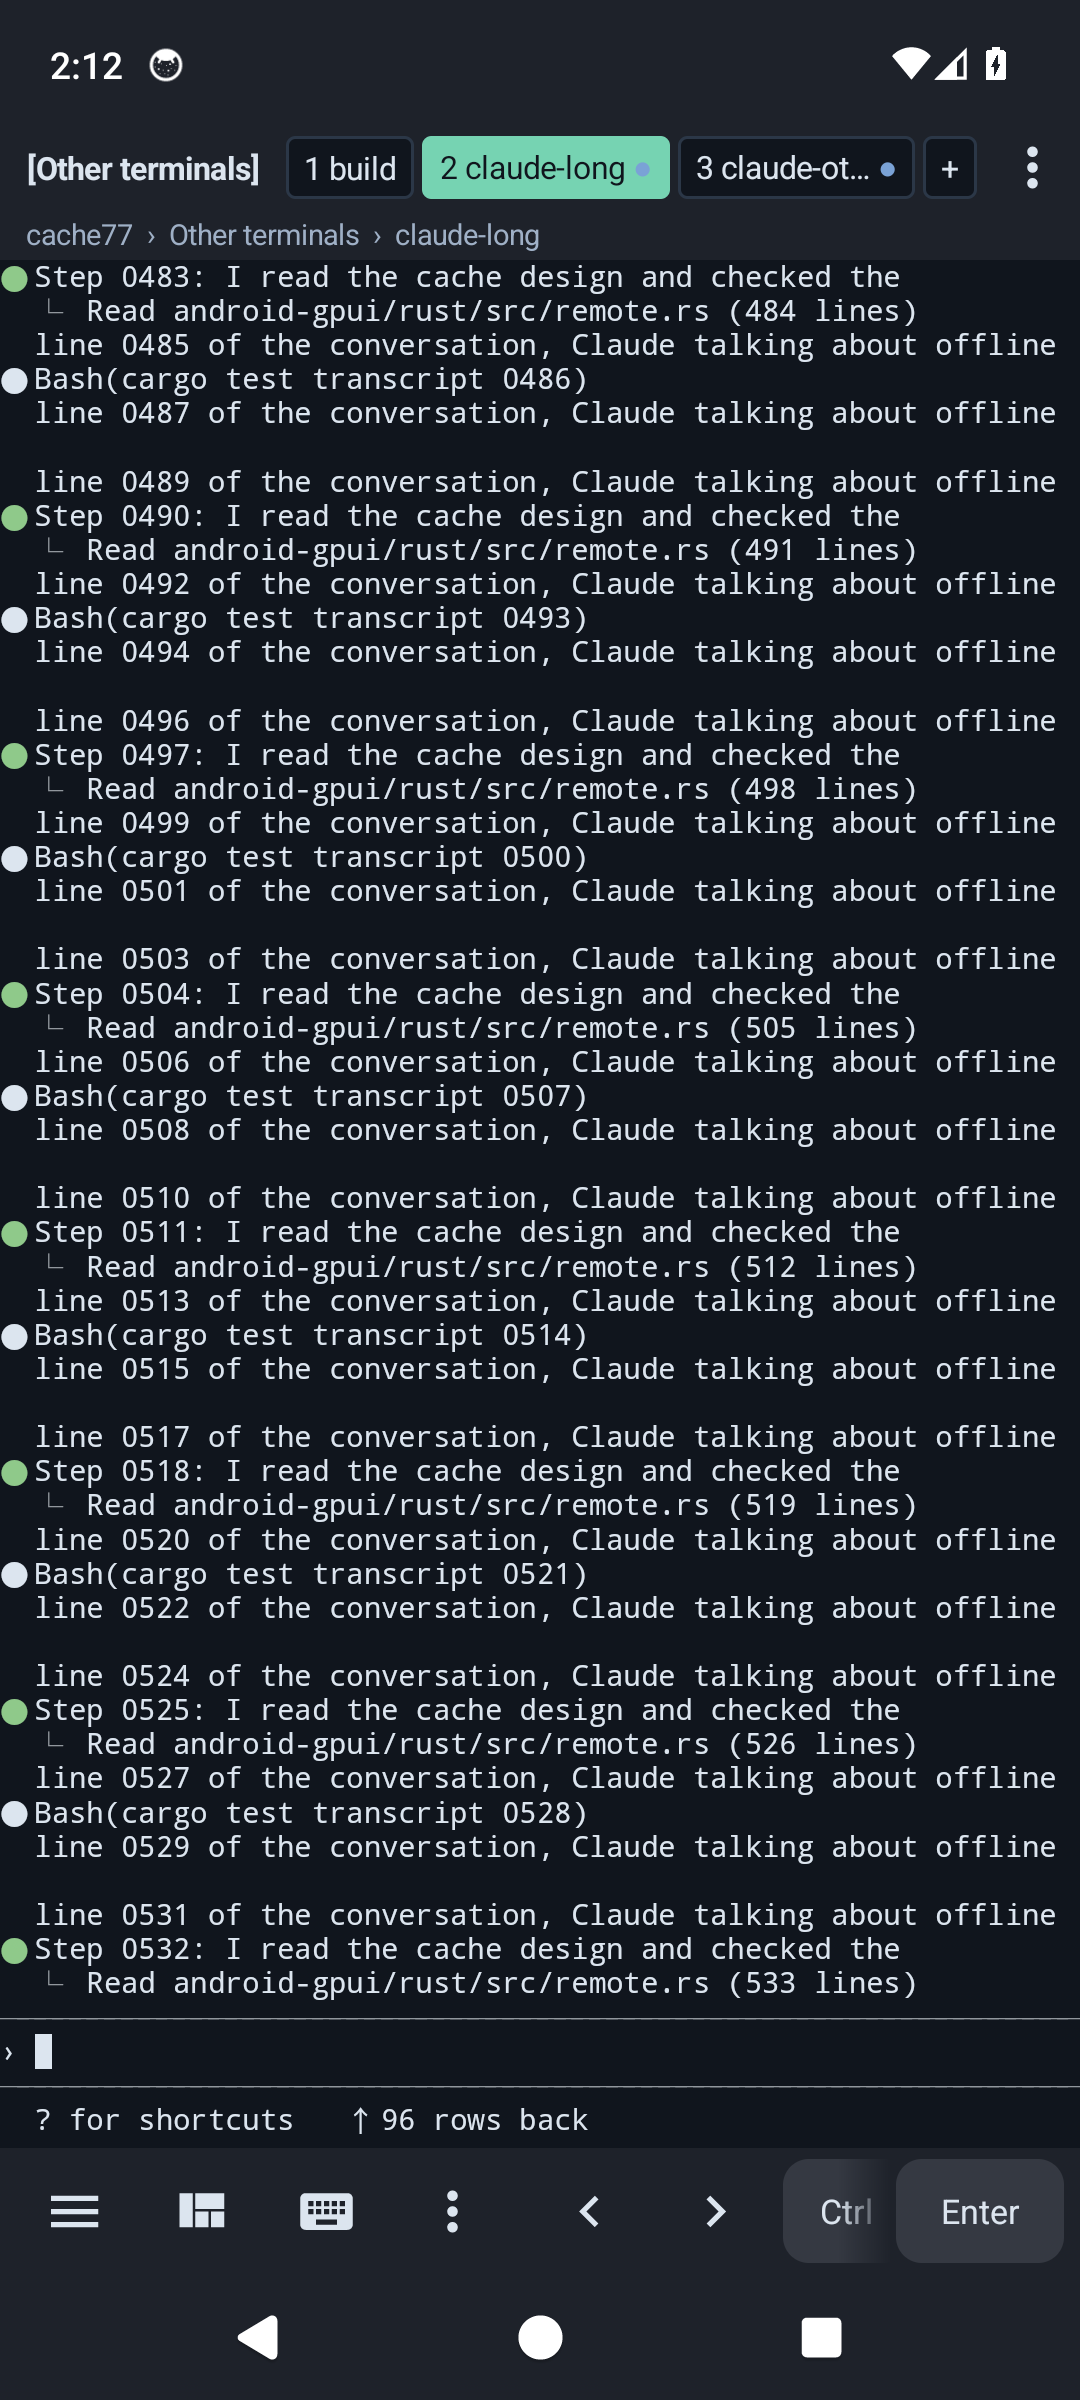 2:12
[Other terminals] 1 build 2 claude-long 3 claude-ot... +
cache77 › Other terminals › claude-long
Step 0483: I read the cache design and checked the
└ Read android-gpui/rust/src/remote.rs (484 lines)
line 0485 of the conversation, Claude talking about offline
Bash(cargo test transcript 0486)
line 0487 of the conversation, Claude talking about offline
line 0489 of the conversation, Claude talking about offline
Step 0490: I read the cache design and checked the
└ Read android-gpui/rust/src/remote.rs (491 lines)
line 0492 of the conversation, Claude talking about offline
Bash(cargo test transcript 0493)
line 0494 of the conversation, Claude talking about offline
line 0496 of the conversation, Claude talking about offline
Step 0497: I read the cache design and checked the
└ Read android-gpui/rust/src/remote.rs (498 lines)
line 0499 of the conversation, Claude talking about offline
Bash(cargo test transcript 0500)
line 0501 of the conversation, Claude talking about offline
line 0503 of the conversation, Claude talking about offline
Step 0504: I read the cache design and checked the
└ Read android-gpui/rust/src/remote.rs (505 lines)
line 0506 of the conversation, Claude talking about offline
Bash(cargo test transcript 0507)
line 0508 of the conversation, Claude talking about offline
line 0510 of the conversation, Claude talking about offline
Step 0511: I read the cache design and checked the
└ Read android-gpui/rust/src/remote.rs (512 lines)
line 0513 of the conversation, Claude talking about offline
Bash(cargo test transcript 0514)
line 0515 of the conversation, Claude talking about offline
line 0517 of the conversation, Claude talking about offline
Step 0518: I read the cache design and checked the
└ Read android-gpui/rust/src/remote.rs (519 lines)
line 0520 of the conversation, Claude talking about offline
Bash(cargo test transcript 0521)
line 0522 of the conversation, Claude talking about offline
line 0524 of the conversation, Claude talking about offline
Step 0525: I read the cache design and checked the
└ Read android-gpui/rust/src/remote.rs (526 lines)
line 0527 of the conversation, Claude talking about offline
Bash(cargo test transcript 0528)
line 0529 of the conversation, Claude talking about offline
line 0531 of the conversation, Claude talking about offline
Step 0532: I read the cache design and checked the
└ Read android-gpui/rust/src/remote.rs (533 lines)
›
? for shortcuts ↑ 96 rows back
Ctrl Enter